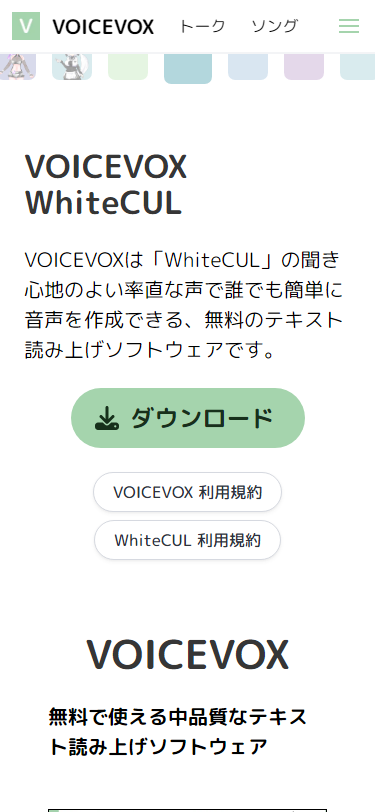 V VOICEVOX トーク ソング
VOICEVOX
WhiteCUL
VOICEVOXは「WhiteCUL」の聞き
心地のよい率直な声で誰でも簡単に
音声を作成できる、無料のテキスト
読み上げソフトウェアです。
ダウンロード
VOICEVOX 利用規約
WhiteCUL 利用規約
VOICEVOX
無料で使える中品質なテキス
ト読み上げソフトウェア